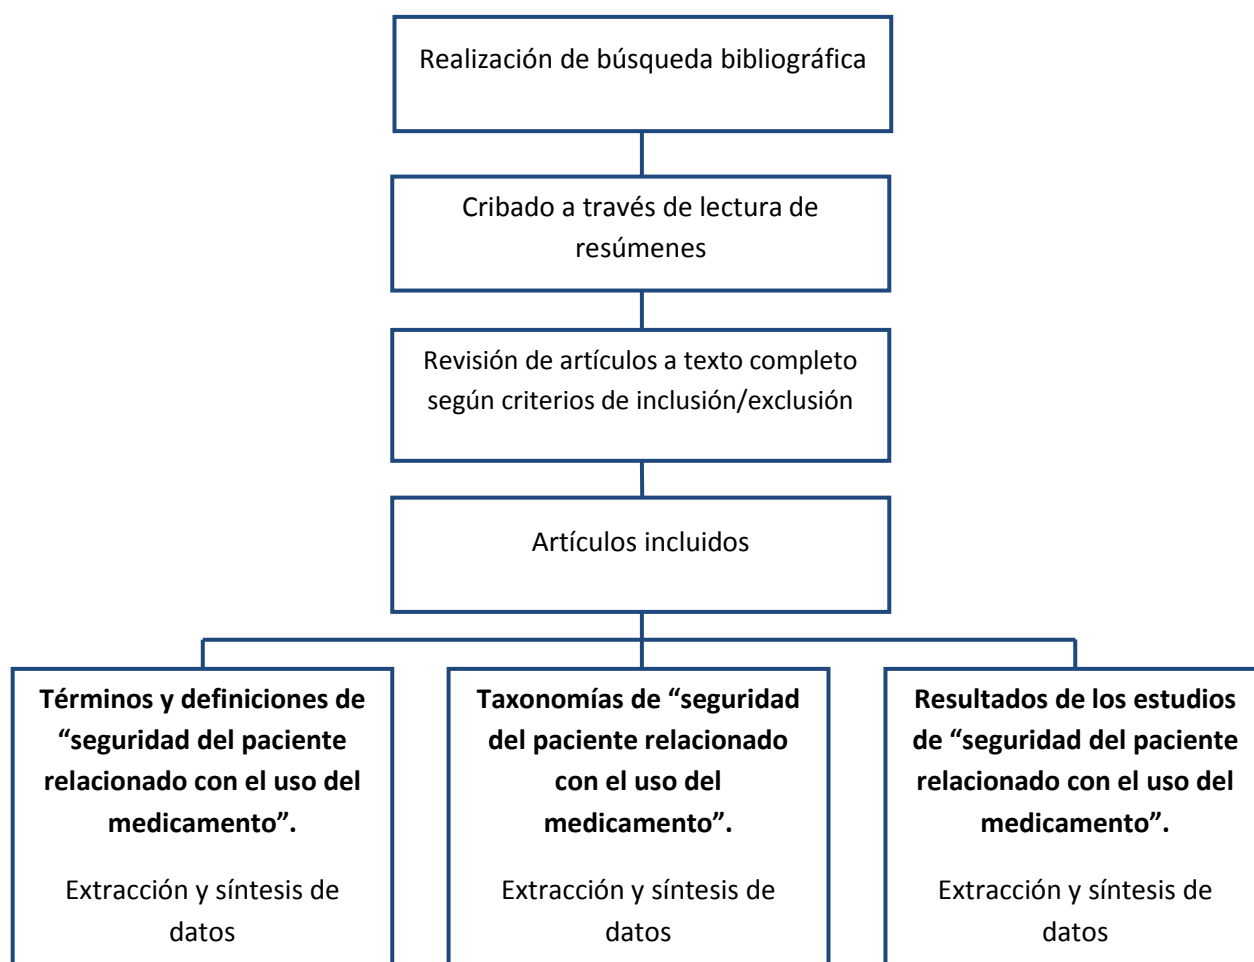 Realización de búsqueda bibliográfica
Cribado a través de lectura de
resúmenes
Revisión de artículos a texto completo
según criterios de inclusión/exclusión
Artículos incluidos
Términos y definiciones de
“seguridad del paciente
relacionado con el uso del
medicamento”.
Extracción y síntesis de
datos
Taxonomías de “seguridad
del paciente relacionado
con el uso del
medicamento”.
Extracción y síntesis de
datos
Resultados de los estudios
de “seguridad del paciente
relacionado con el uso del
medicamento”.
Extracción y síntesis de
datos